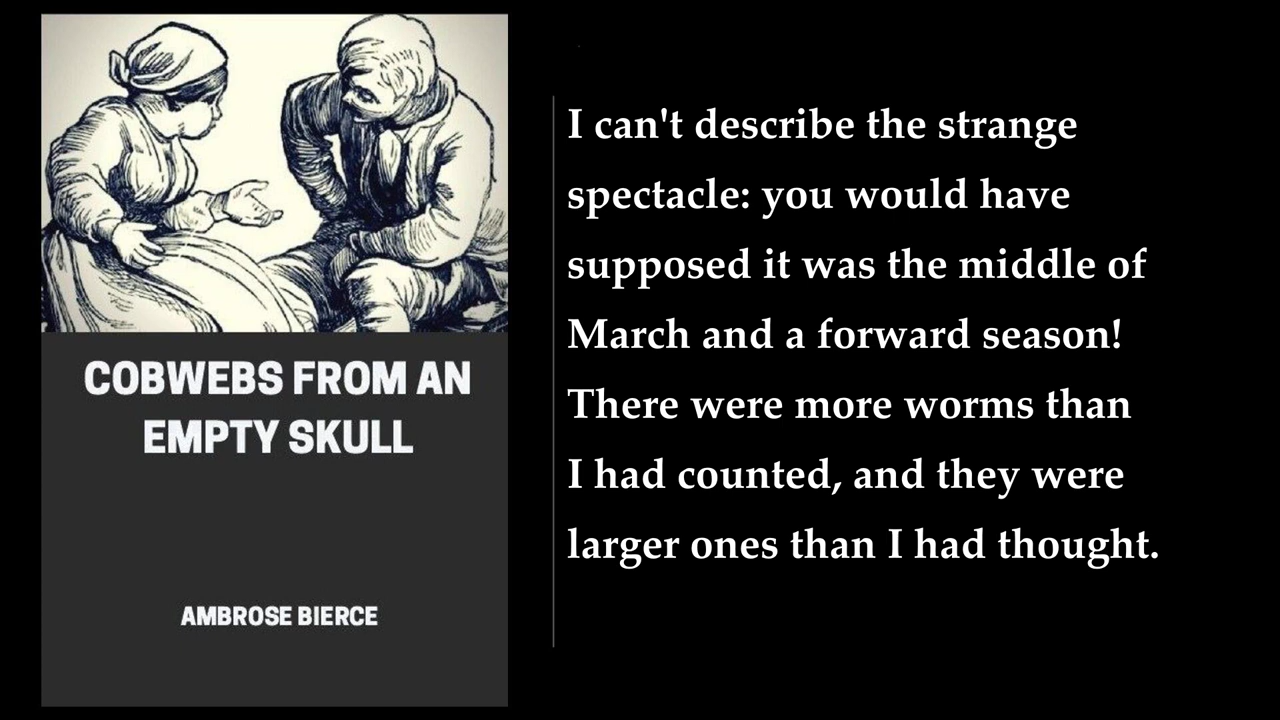 COBWEBS FROM AN
EMPTY SKULL
AMBROSE BIERCE
I can't describe the strange
spectacle: you would have
supposed it was the middle of
March and a forward season!
There were more worms than
I had counted, and they were
larger ones than I had thought.